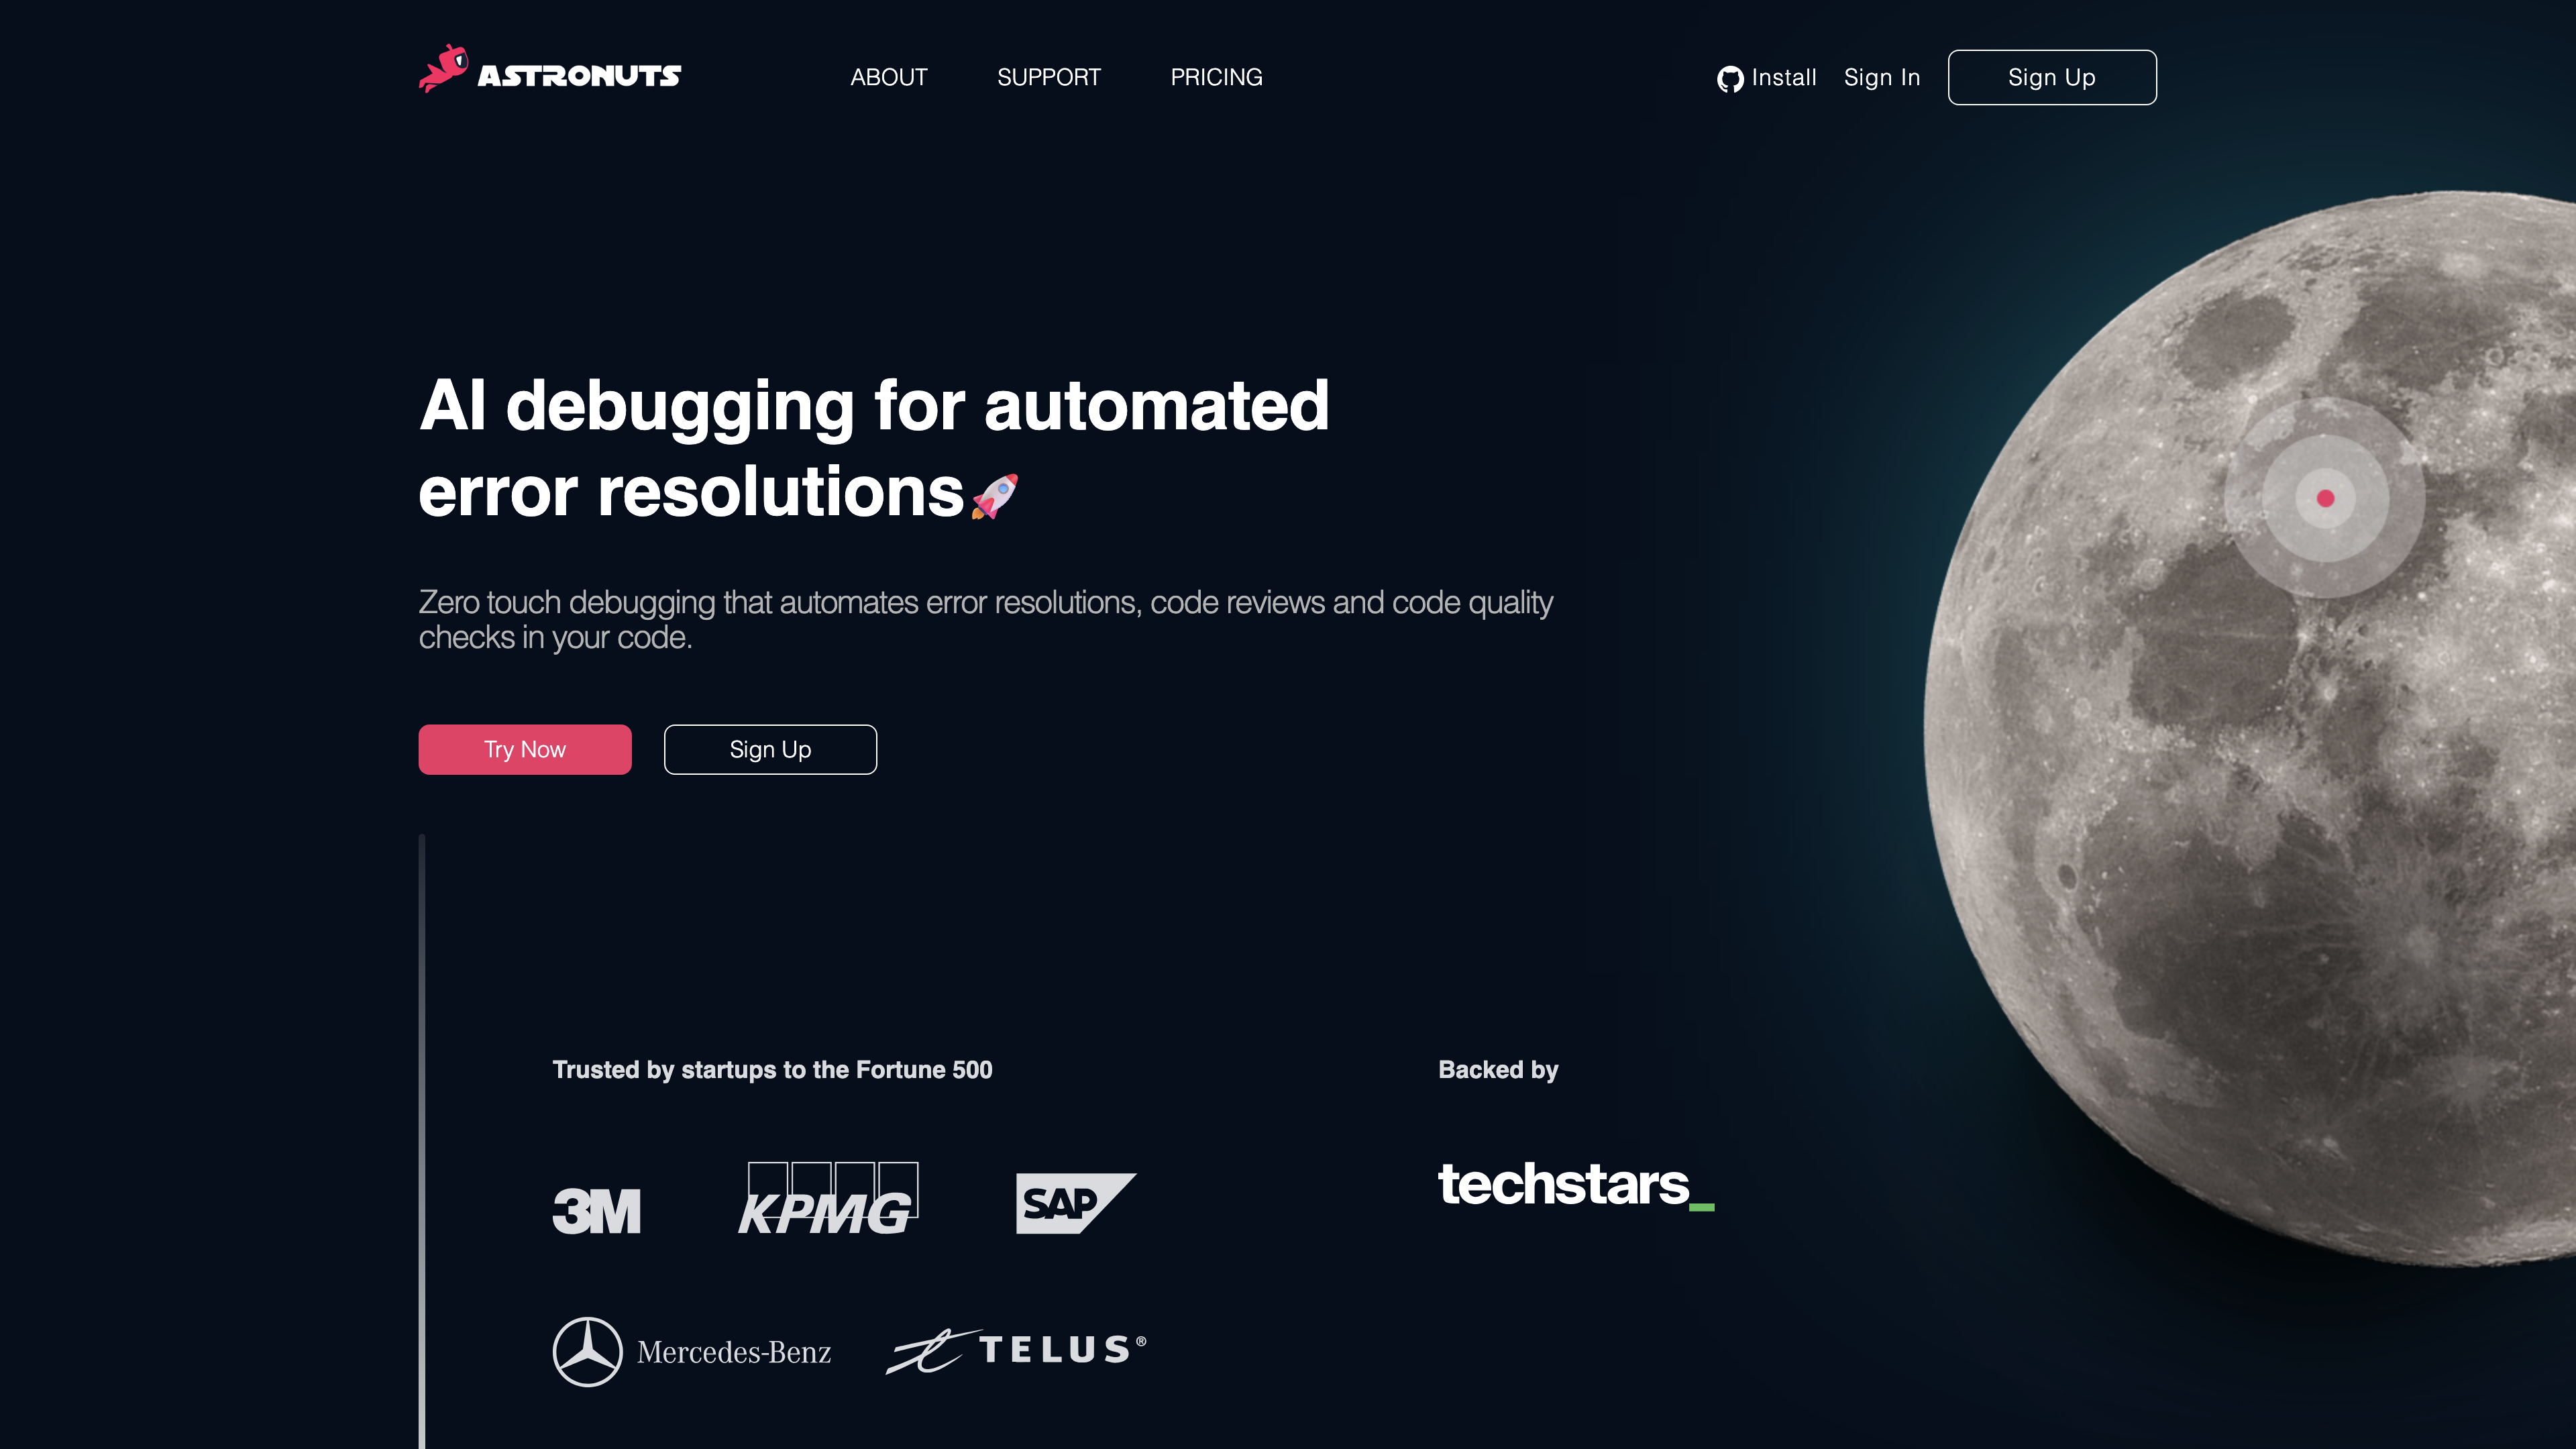 ASTRONUTS
ABOUT
SUPPORT
PRICING
Install
Sign In
Sign Up
AI debugging for automated
error resolutions🚀
Zero touch debugging that automates error resolutions, code reviews and code quality
checks in your code.
Try Now
Sign Up
Trusted by startups to the Fortune 500
3M
KPMG
SAP
Mercedes-Benz
TELUS®
Backed by
techstars_